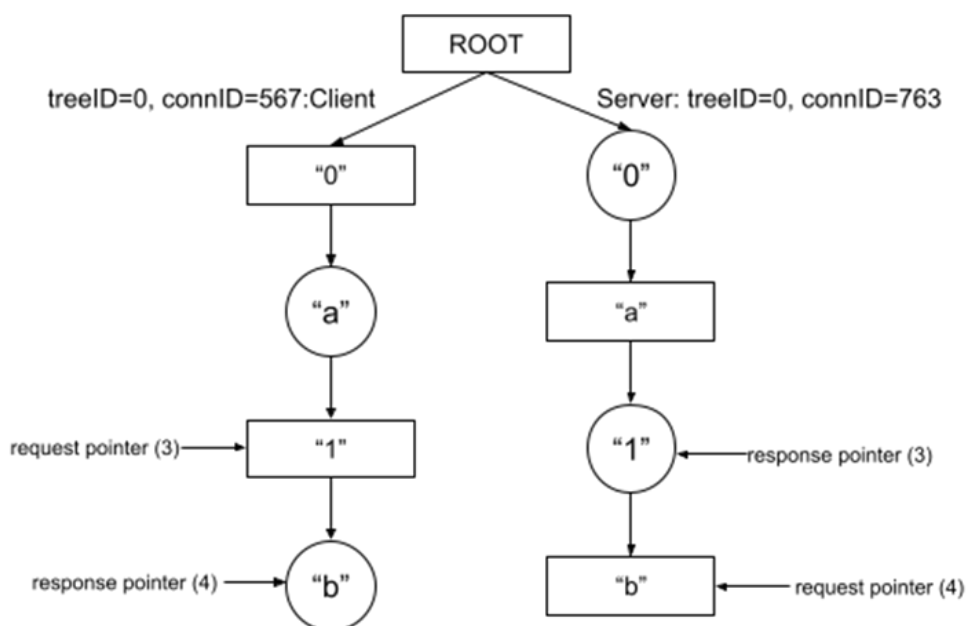 ROOT
treeID=0, connID=567:Client
Server: treeID=0, connID=763
“0”
“0”
“a”
“a”
request pointer (3)
“1”
“1”
response pointer (3)
response pointer (4)
“b”
“b”
request pointer (4)